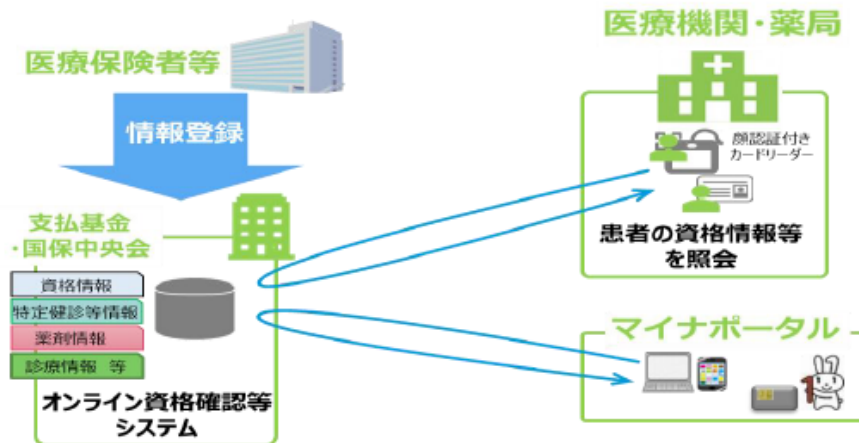 医療保険者等
情報登録
支払基金
・国保中央会
資格情報
特定健診等情報
薬剤情報
診療情報 等
オンライン資格確認等
システム
医療機関・薬局
顔認証付き
カードリーダー
患者の資格情報等
を照会
マイナポータル